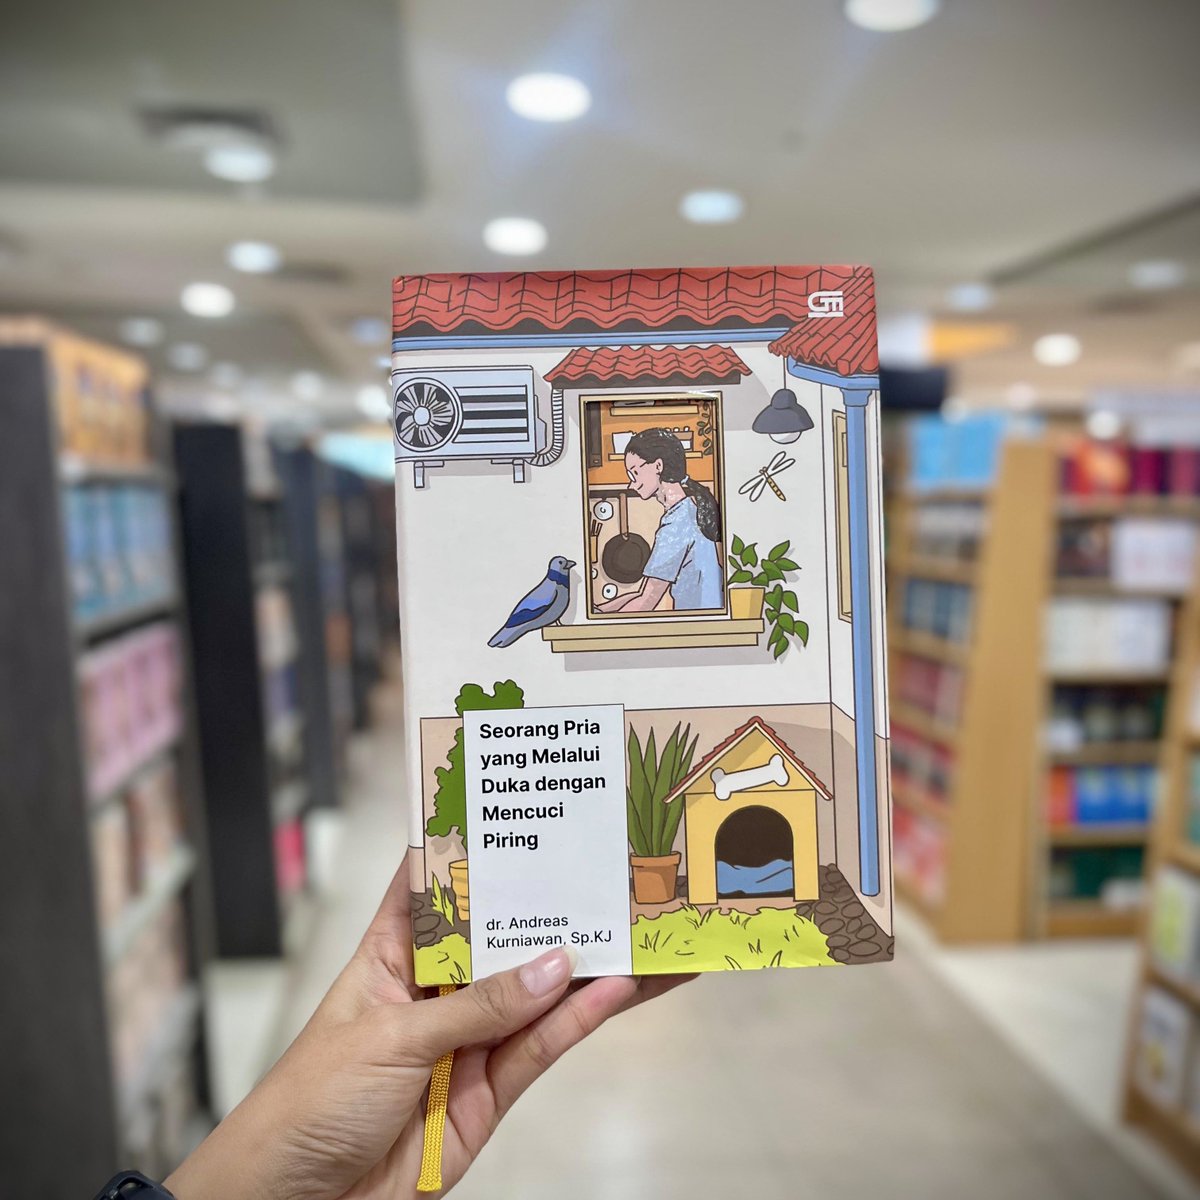 Seorang Pria
yang Melalui
Duka dengan
Mencuci
Piring
dr. Andreas
Kurniawan, Sp.KJ